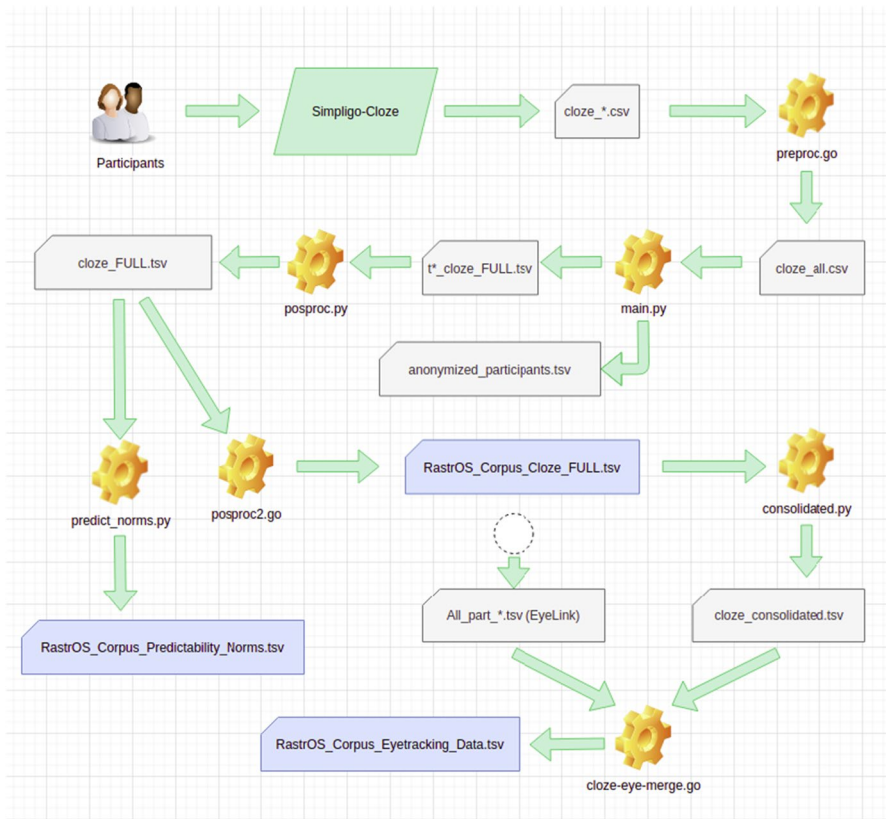 Simpligo-Cloze
cloze_*.csv
Participants
preproc.go
cloze_FULL.tsv
t*_cloze_FULL.tsv
cloze_all.csv
posproc.py
main.py
anonymized_participants.tsv
RastrOS_Corpus_Cloze_FULL.tsv
predict_norms.py
posproc2.go
consolidated.py
All_part_*.tsv (EyeLink)
cloze_consolidated.tsv
RastrOS_Corpus_Predictability_Norms.tsv
RastrOS_Corpus_Eyetracking_Data.tsv
cloze-eye-merge.go